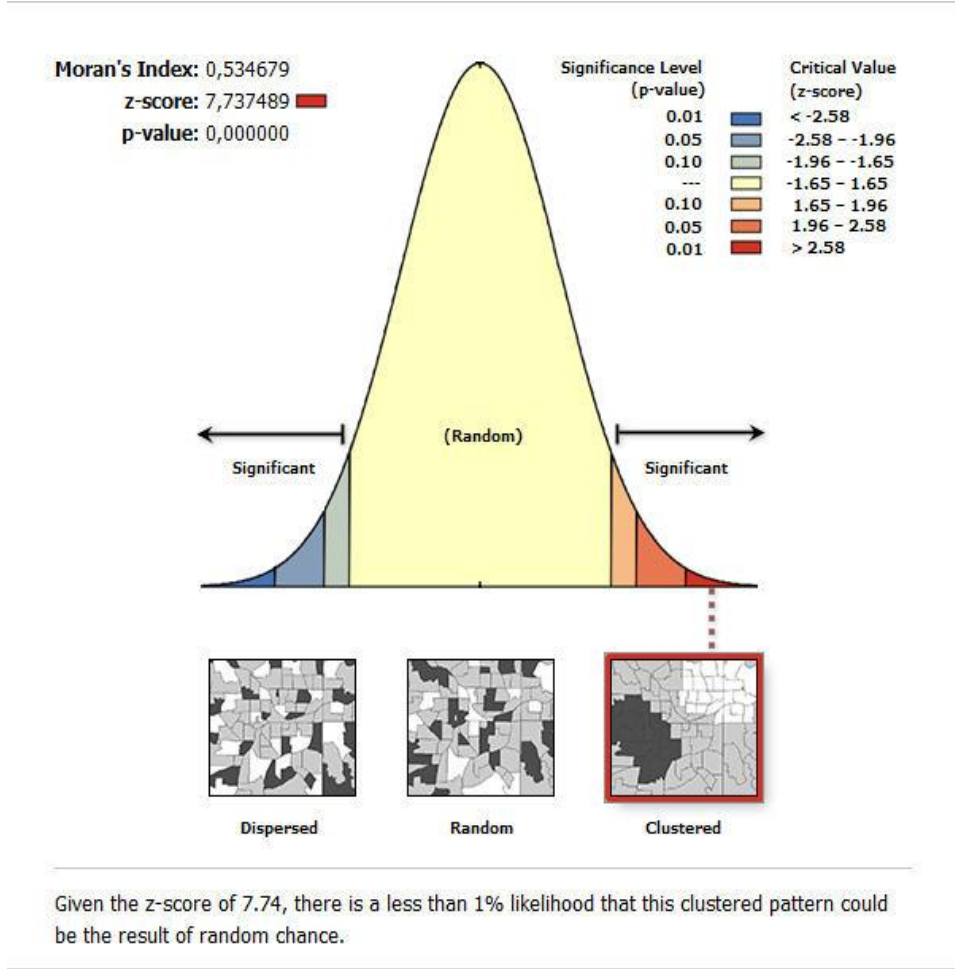 Moran's Index: 0,534679
z-score: 7,737489
p-value: 0,000000
Significance Level
(p-value)
Critical Value
(z-score)
0.01 < -2.58
0.05 -2.58 – -1.96
0.10 -1.96 – -1.65
--- -1.65 – 1.65
0.10 1.65 – 1.96
0.05 1.96 – 2.58
0.01 > 2.58
(Random)
Significant
Significant
Dispersed
Random
Clustered
Given the z-score of 7.74, there is a less than 1% likelihood that this clustered pattern could
be the result of random chance.